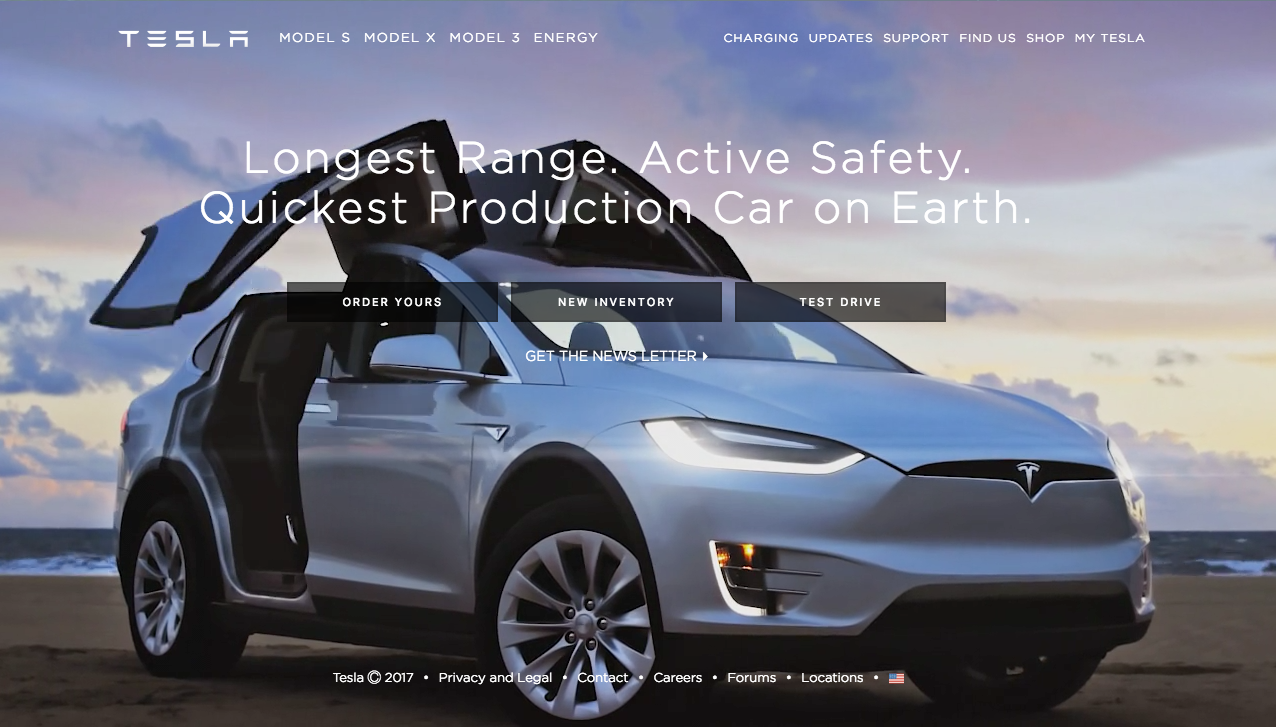 TESLA MODEL S MODEL X MODEL 3 ENERGY CHARGING UPDATES SUPPORT FIND US SHOP MY TESLA
Longest Range. Active Safety.
Quickest Production Car on Earth.
ORDER YOURS NEW INVENTORY TEST DRIVE
GET THE NEWS LETTER
Tesla © 2017 • Privacy and Legal • Contact • Careers • Forums • Locations •